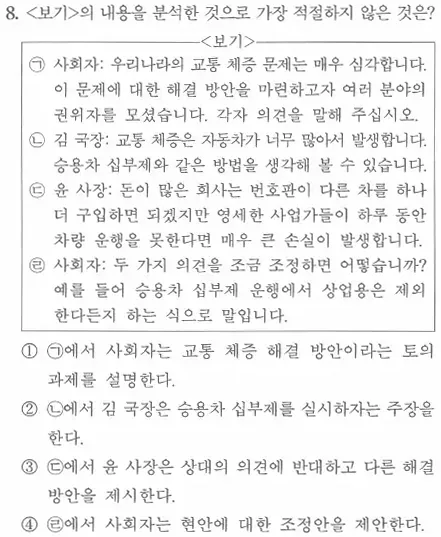 8. <보기>의 내용을 분석한 것으로 가장 적절하지 않은 것은?
<보기>
㉠ 사회자: 우리나라의 교통 체증 문제는 매우 심각합니다.
이 문제에 대한 해결 방안을 마련하고자 여러 분야의
권위자를 모셨습니다. 각자 의견을 말해 주십시오.
㉡ 김 국장: 교통 체증은 자동차가 너무 많아서 발생합니다.
승용차 십부제와 같은 방법을 생각해 볼 수 있습니다.
㉢ 윤 사장: 돈이 많은 회사는 번호판이 다른 차를 하나
더 구입하면 되겠지만 영세한 사업가들이 하루 동안
차량 운행을 못한다면 매우 큰 손실이 발생합니다.
㉣ 사회자: 두 가지 의견을 조금 조정하면 어떻습니까?
예를 들어 승용차 십부제 운행에서 상업용은 제외
한다든지 하는 식으로 말입니다.
① ㉠에서 사회자는 교통 체증 해결 방안이라는 토의
과제를 설명한다.
② ㉡에서 김 국장은 승용차 십부제를 실시하자는 주장을
한다.
③ ㉢에서 윤 사장은 상대의 의견에 반대하고 다른 해결
방안을 제시한다.
④ ㉣에서 사회자는 현안에 대한 조정안을 제안한다.